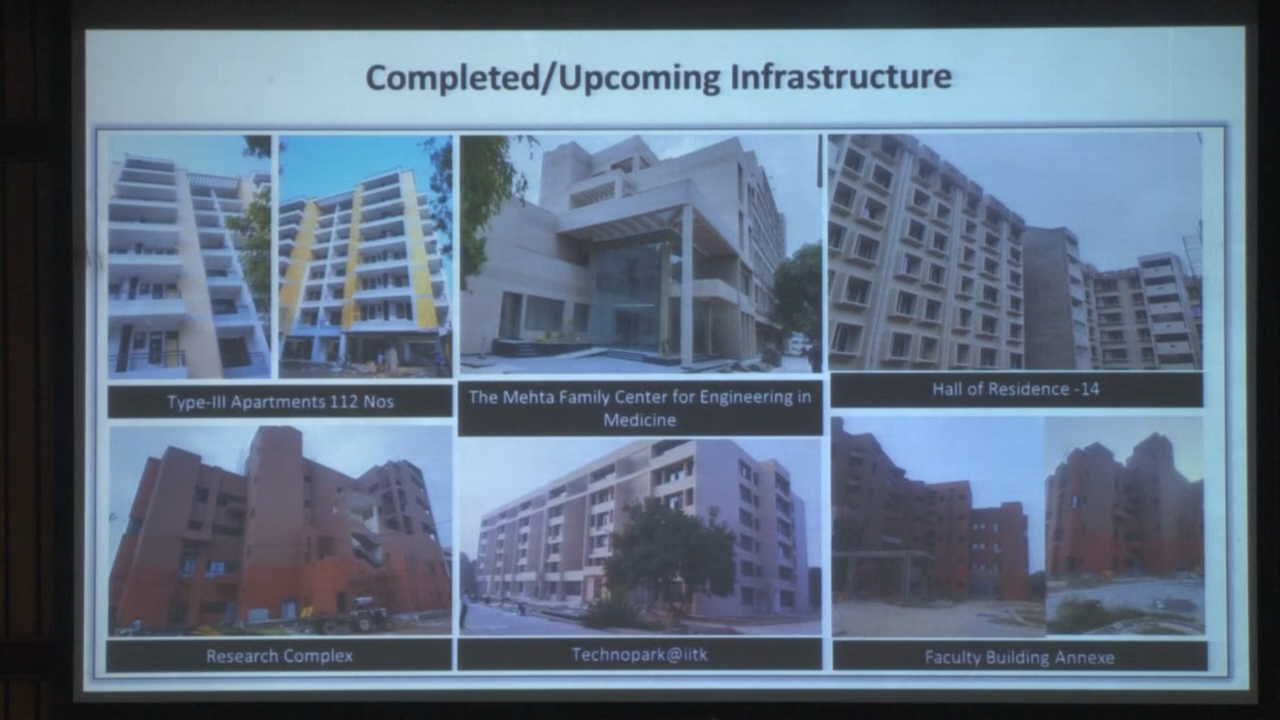 Completed/Upcoming Infrastructure
Type-III Apartments 112 Nos
The Mehta Family Center for Engineering in
Medicine
Hall of Residence -14
Research Complex
Technopark@iitk
Faculty Building Annexe